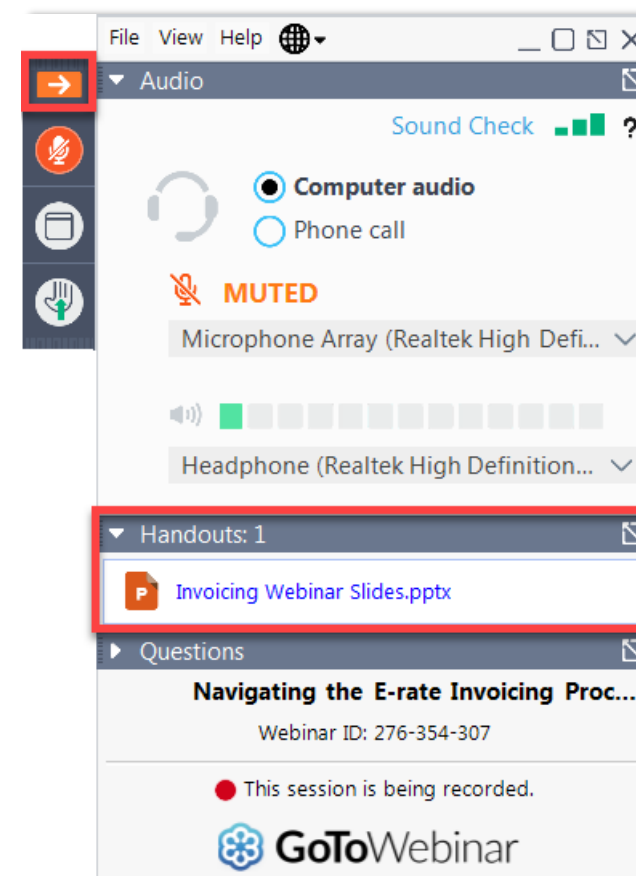 File View Help
Audio
Sound Check ?
Computer audio
Phone call
MUTED
Microphone Array (Realtek High Defi...
Headphone (Realtek High Definition...
Handouts: 1
P Invoicing Webinar Slides.pptx
Questions
Navigating the E-rate Invoicing Proc...
Webinar ID: 276-354-307
This session is being recorded.
GoToWebinar